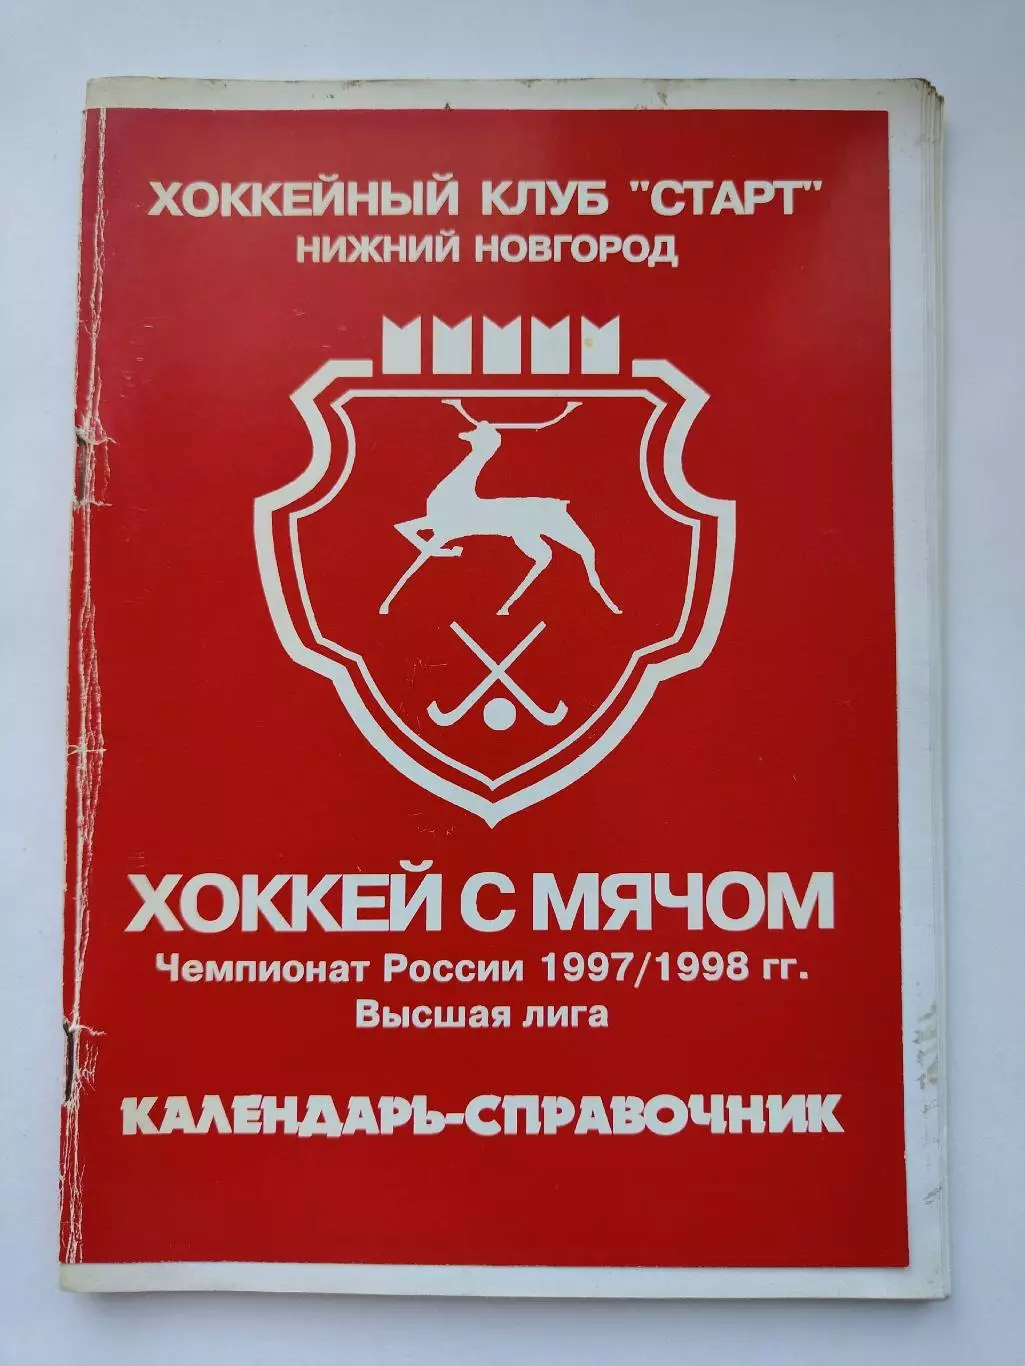 ХОККЕЙНЫЙ КЛУБ "СТАРТ"
НИЖНИЙ НОВГОРОД
ХОККЕЙ С МЯЧОМ
Чемпионат России 1997/1998 гг.
Высшая лига
КАЛЕНДАРЬ-СПРАВОЧНИК